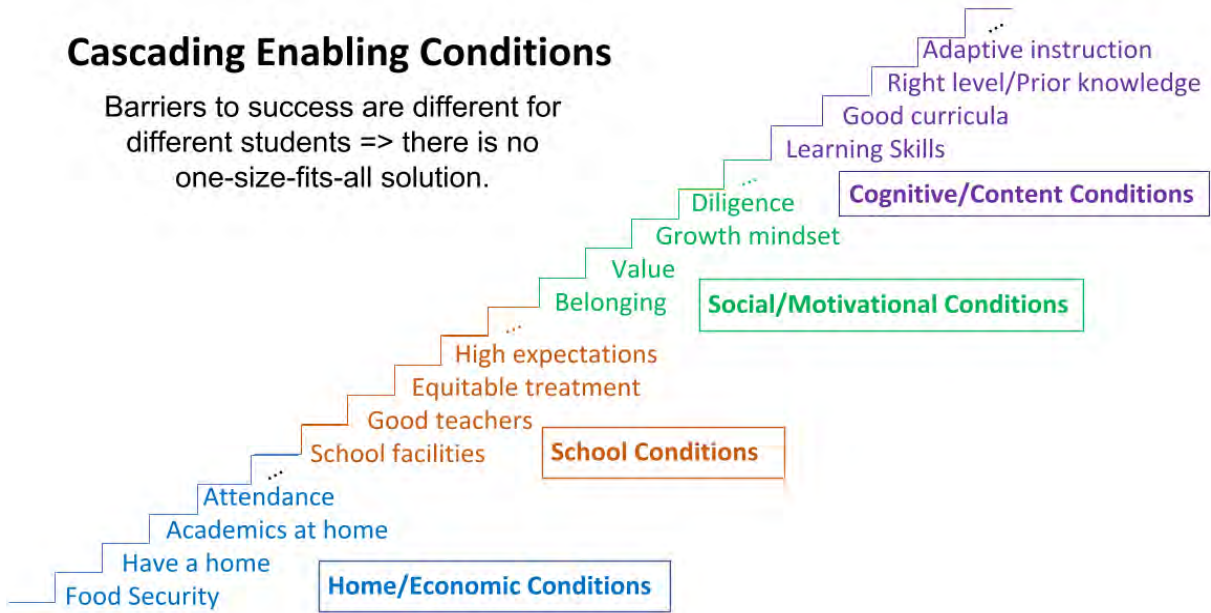 Cascading Enabling Conditions
Barriers to success are different for
different students => there is no
one-size-fits-all solution.
...
Adaptive instruction
Right level/Prior knowledge
Good curricula
Learning Skills
Cognitive/Content Conditions
...
Diligence
Growth mindset
Value
Belonging
Social/Motivational Conditions
...
High expectations
Equitable treatment
Good teachers
School facilities
School Conditions
...
Attendance
Academics at home
Have a home
Food Security
Home/Economic Conditions